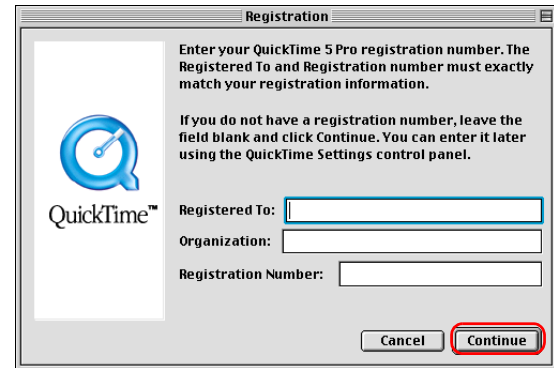 Registration
Enter your QuickTime 5 Pro registration number. The
Registered To and Registration number must exactly
match your registration information.
If you do not have a registration number, leave the
field blank and click Continue. You can enter it later
using the QuickTime Settings control panel.
QuickTime™
Registered To:
Organization:
Registration Number:
Cancel
Continue